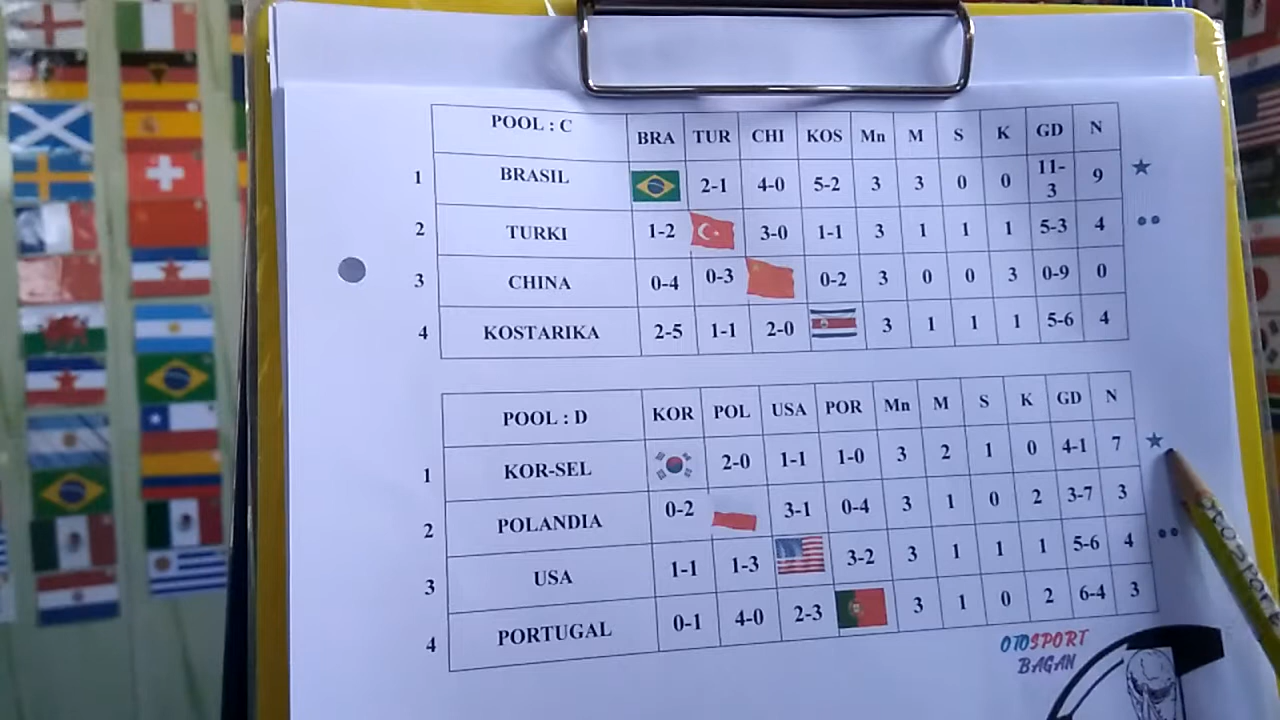 POOL : C BRA TUR CHI KOS Mn M S K GD N
1 BRASIL 2-1 4-0 5-2 3 3 0 0 11-3 9
2 TURKI 1-2 3-0 1-1 3 1 1 1 5-3 4
3 CHINA 0-4 0-3 0-2 3 0 0 3 0-9 0
4 KOSTARIKA 2-5 1-1 2-0 3 1 1 1 5-6 4
POOL : D KOR POL USA POR Mn M S K GD N
1 KOR-SEL 2-0 1-1 1-0 3 2 1 0 4-1 7
2 POLANDIA 0-2 3-1 0-4 3 1 0 2 3-7 3
3 USA 1-1 1-3 3-2 3 1 1 1 5-6 4
4 PORTUGAL 0-1 4-0 2-3 3 1 0 2 6-4 3
OTOSPORT
BAGAN